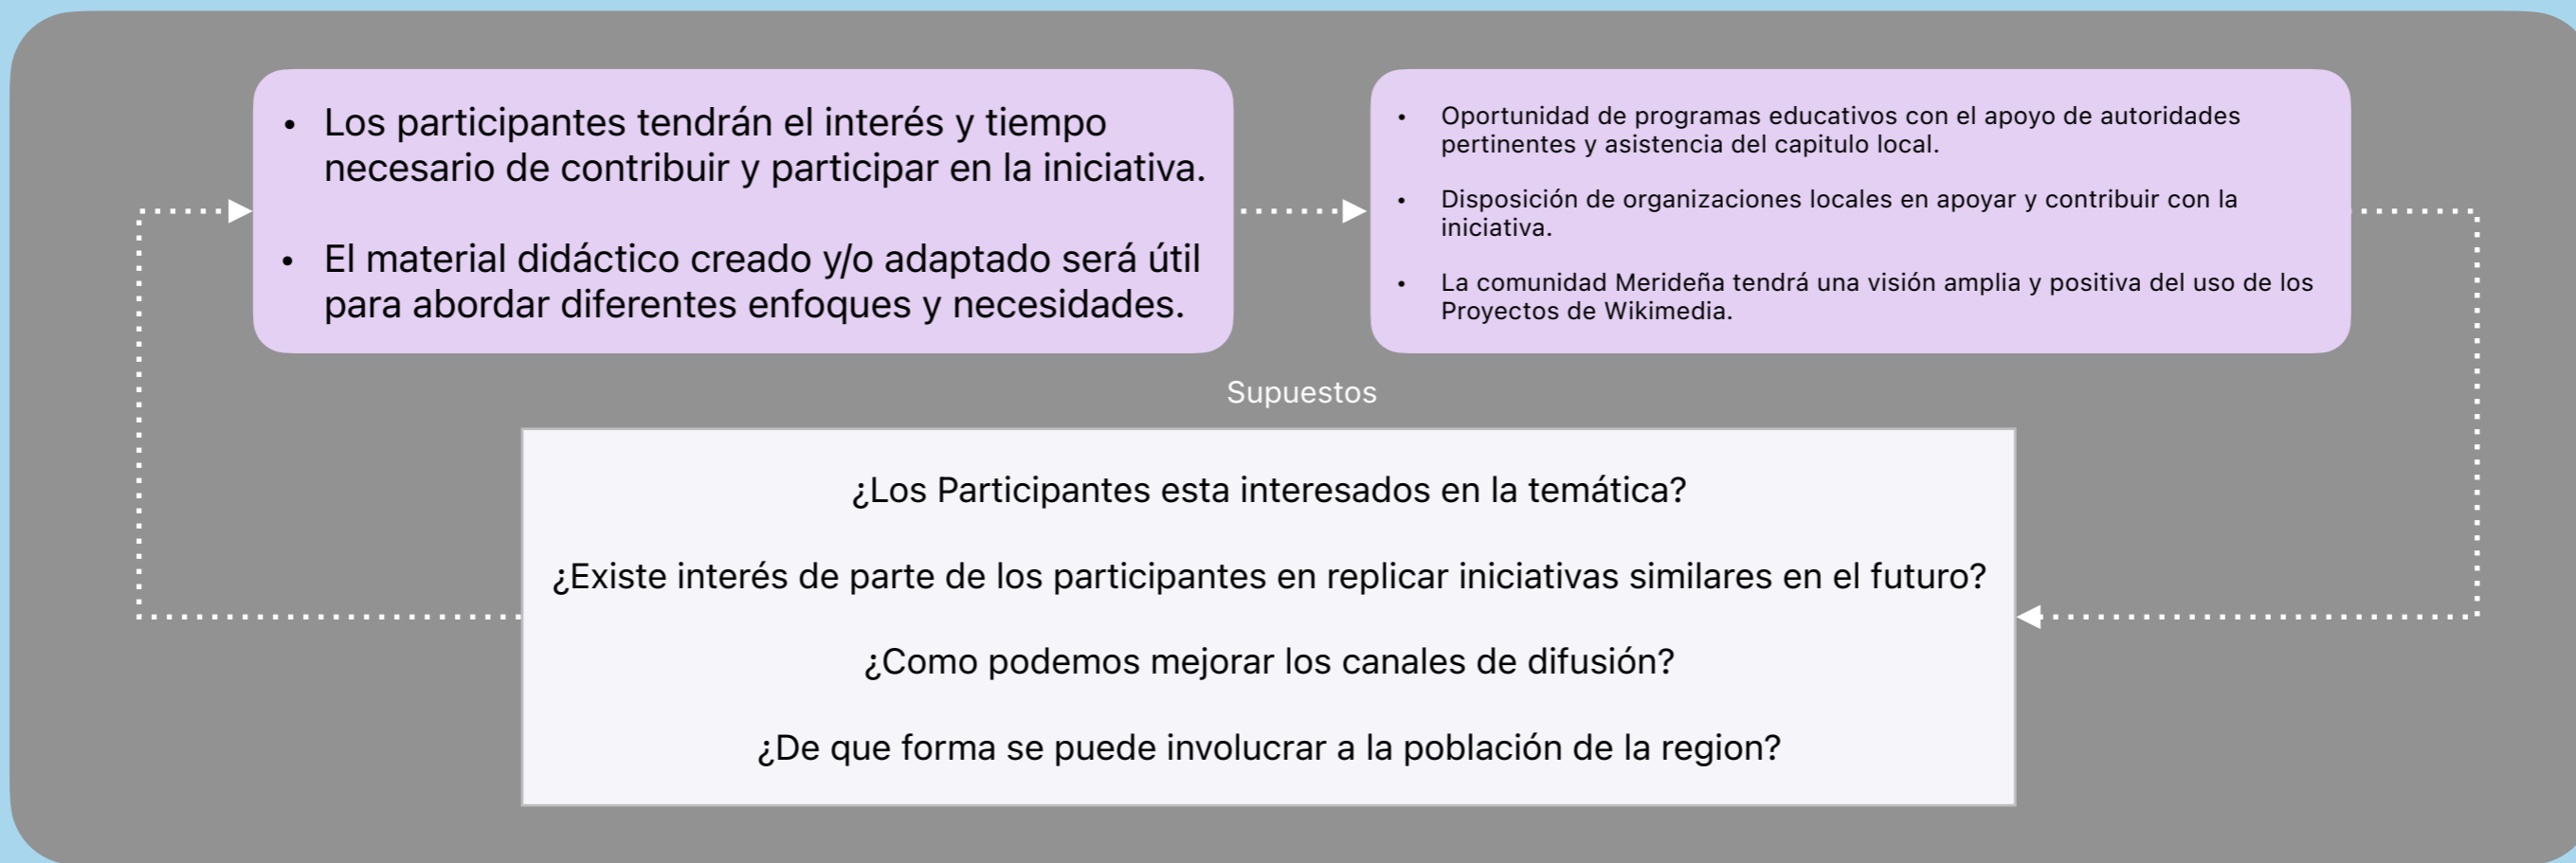 • Los participantes tendrán el interés y tiempo
necesario de contribuir y participar en la iniciativa.
• El material didáctico creado y/o adaptado será útil
para abordar diferentes enfoques y necesidades.
• Oportunidad de programas educativos con el apoyo de autoridades
pertinentes y asistencia del capitulo local.
• Disposición de organizaciones locales en apoyar y contribuir con la
iniciativa.
• La comunidad Merideña tendrá una visión amplia y positiva del uso de los
Proyectos de Wikimedia.
Supuestos
¿Los Participantes esta interesados en la temática?
¿Existe interés de parte de los participantes en replicar iniciativas similares en el futuro?
¿Como podemos mejorar los canales de difusión?
¿De que forma se puede involucrar a la población de la region?